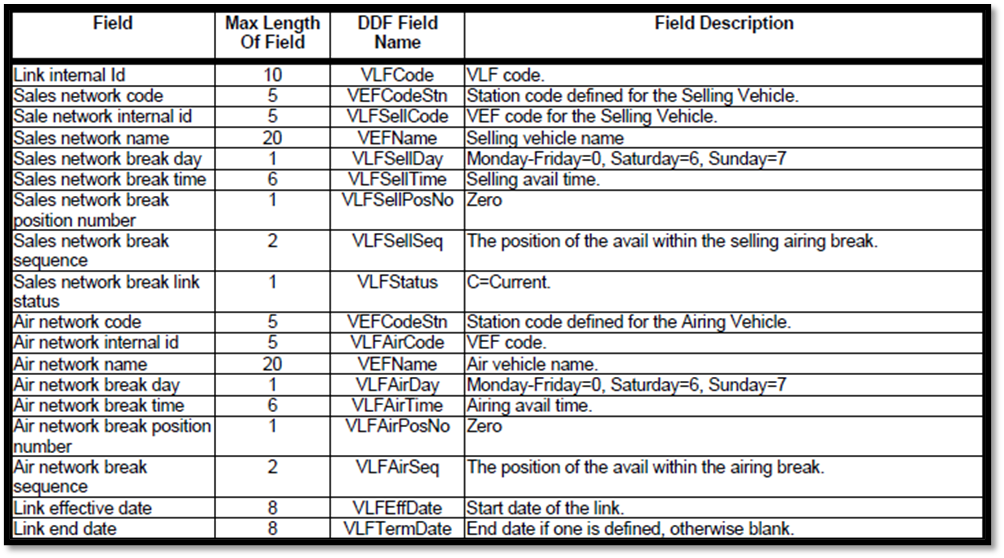 Field Max Length Of Field DDF Field Name Field Description
Link internal Id 10 VLFCode VLF code.
Sales network code 5 VEFCodeStn Station code defined for the Selling Vehicle.
Sale network internal id 5 VLFSellCode VEF code for the Selling Vehicle.
Sales network name 20 VEFName Selling vehicle name
Sales network break day 1 VLFSellDay Monday-Friday=0, Saturday=6, Sunday=7
Sales network break time 6 VLFSellTime Selling avail time.
Sales network break position number 1 VLFSellPosNo Zero
Sales network break sequence 2 VLFSellSeq The position of the avail within the selling airing break.
Sales network break link status 1 VLFStatus C=Current.
Air network code 5 VEFCodeStn Station code defined for the Airing Vehicle.
Air network internal id 5 VLFAirCode VEF code.
Air network name 20 VEFName Air vehicle name.
Air network break day 1 VLFAirDay Monday-Friday=0, Saturday=6, Sunday=7
Air network break time 6 VLFAirTime Airing avail time.
Air network break position number 1 VLFAirPosNo Zero
Air network break sequence 2 VLFAirSeq The position of the avail within the airing break.
Link effective date 8 VLFEffDate Start date of the link.
Link end date 8 VLFTermDate End date if one is defined, otherwise blank.